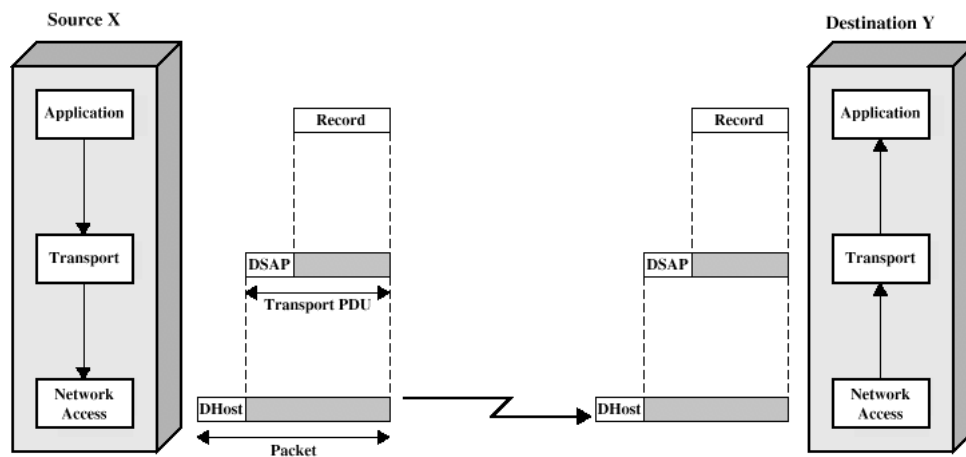 Source X
Destination Y
Application
Record
Record
Application
Transport
DSAP
DSAP
Transport
Transport PDU
Network
Access
DHost
DHost
Network
Access
Packet